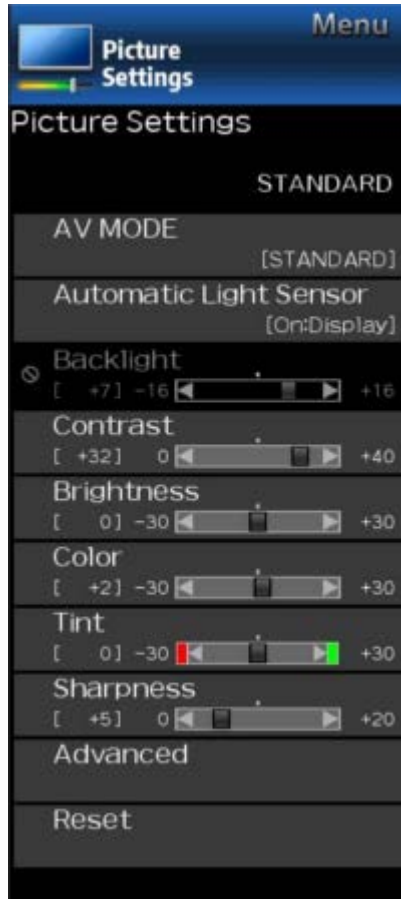 Menu
Picture
Settings
Picture Settings
STANDARD
AV MODE
[STANDARD]
Automatic Light Sensor
[On:Display]
Backlight
[ +7] -16 +16
Contrast
[ +32] 0 +40
Brightness
[ 0] -30 +30
Color
[ +2] -30 +30
Tint
[ 0] -30 +30
Sharpness
[ +5] 0 +20
Advanced
Reset